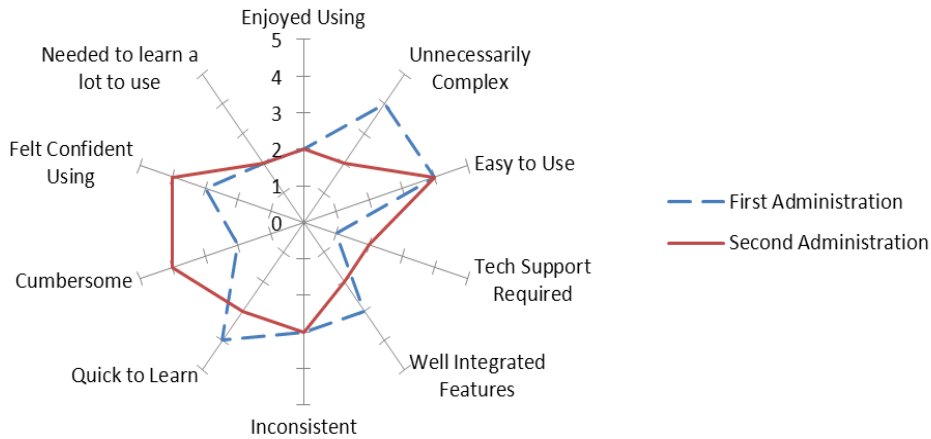 Enjoyed Using
5
4
3
2
1
0
Unnecessarily
Complex
Easy to Use
Tech Support
Required
Well Integrated
Features
Inconsistent
Quick to Learn
Cumbersome
Felt Confident
Using
Needed to learn a
lot to use
First Administration
Second Administration